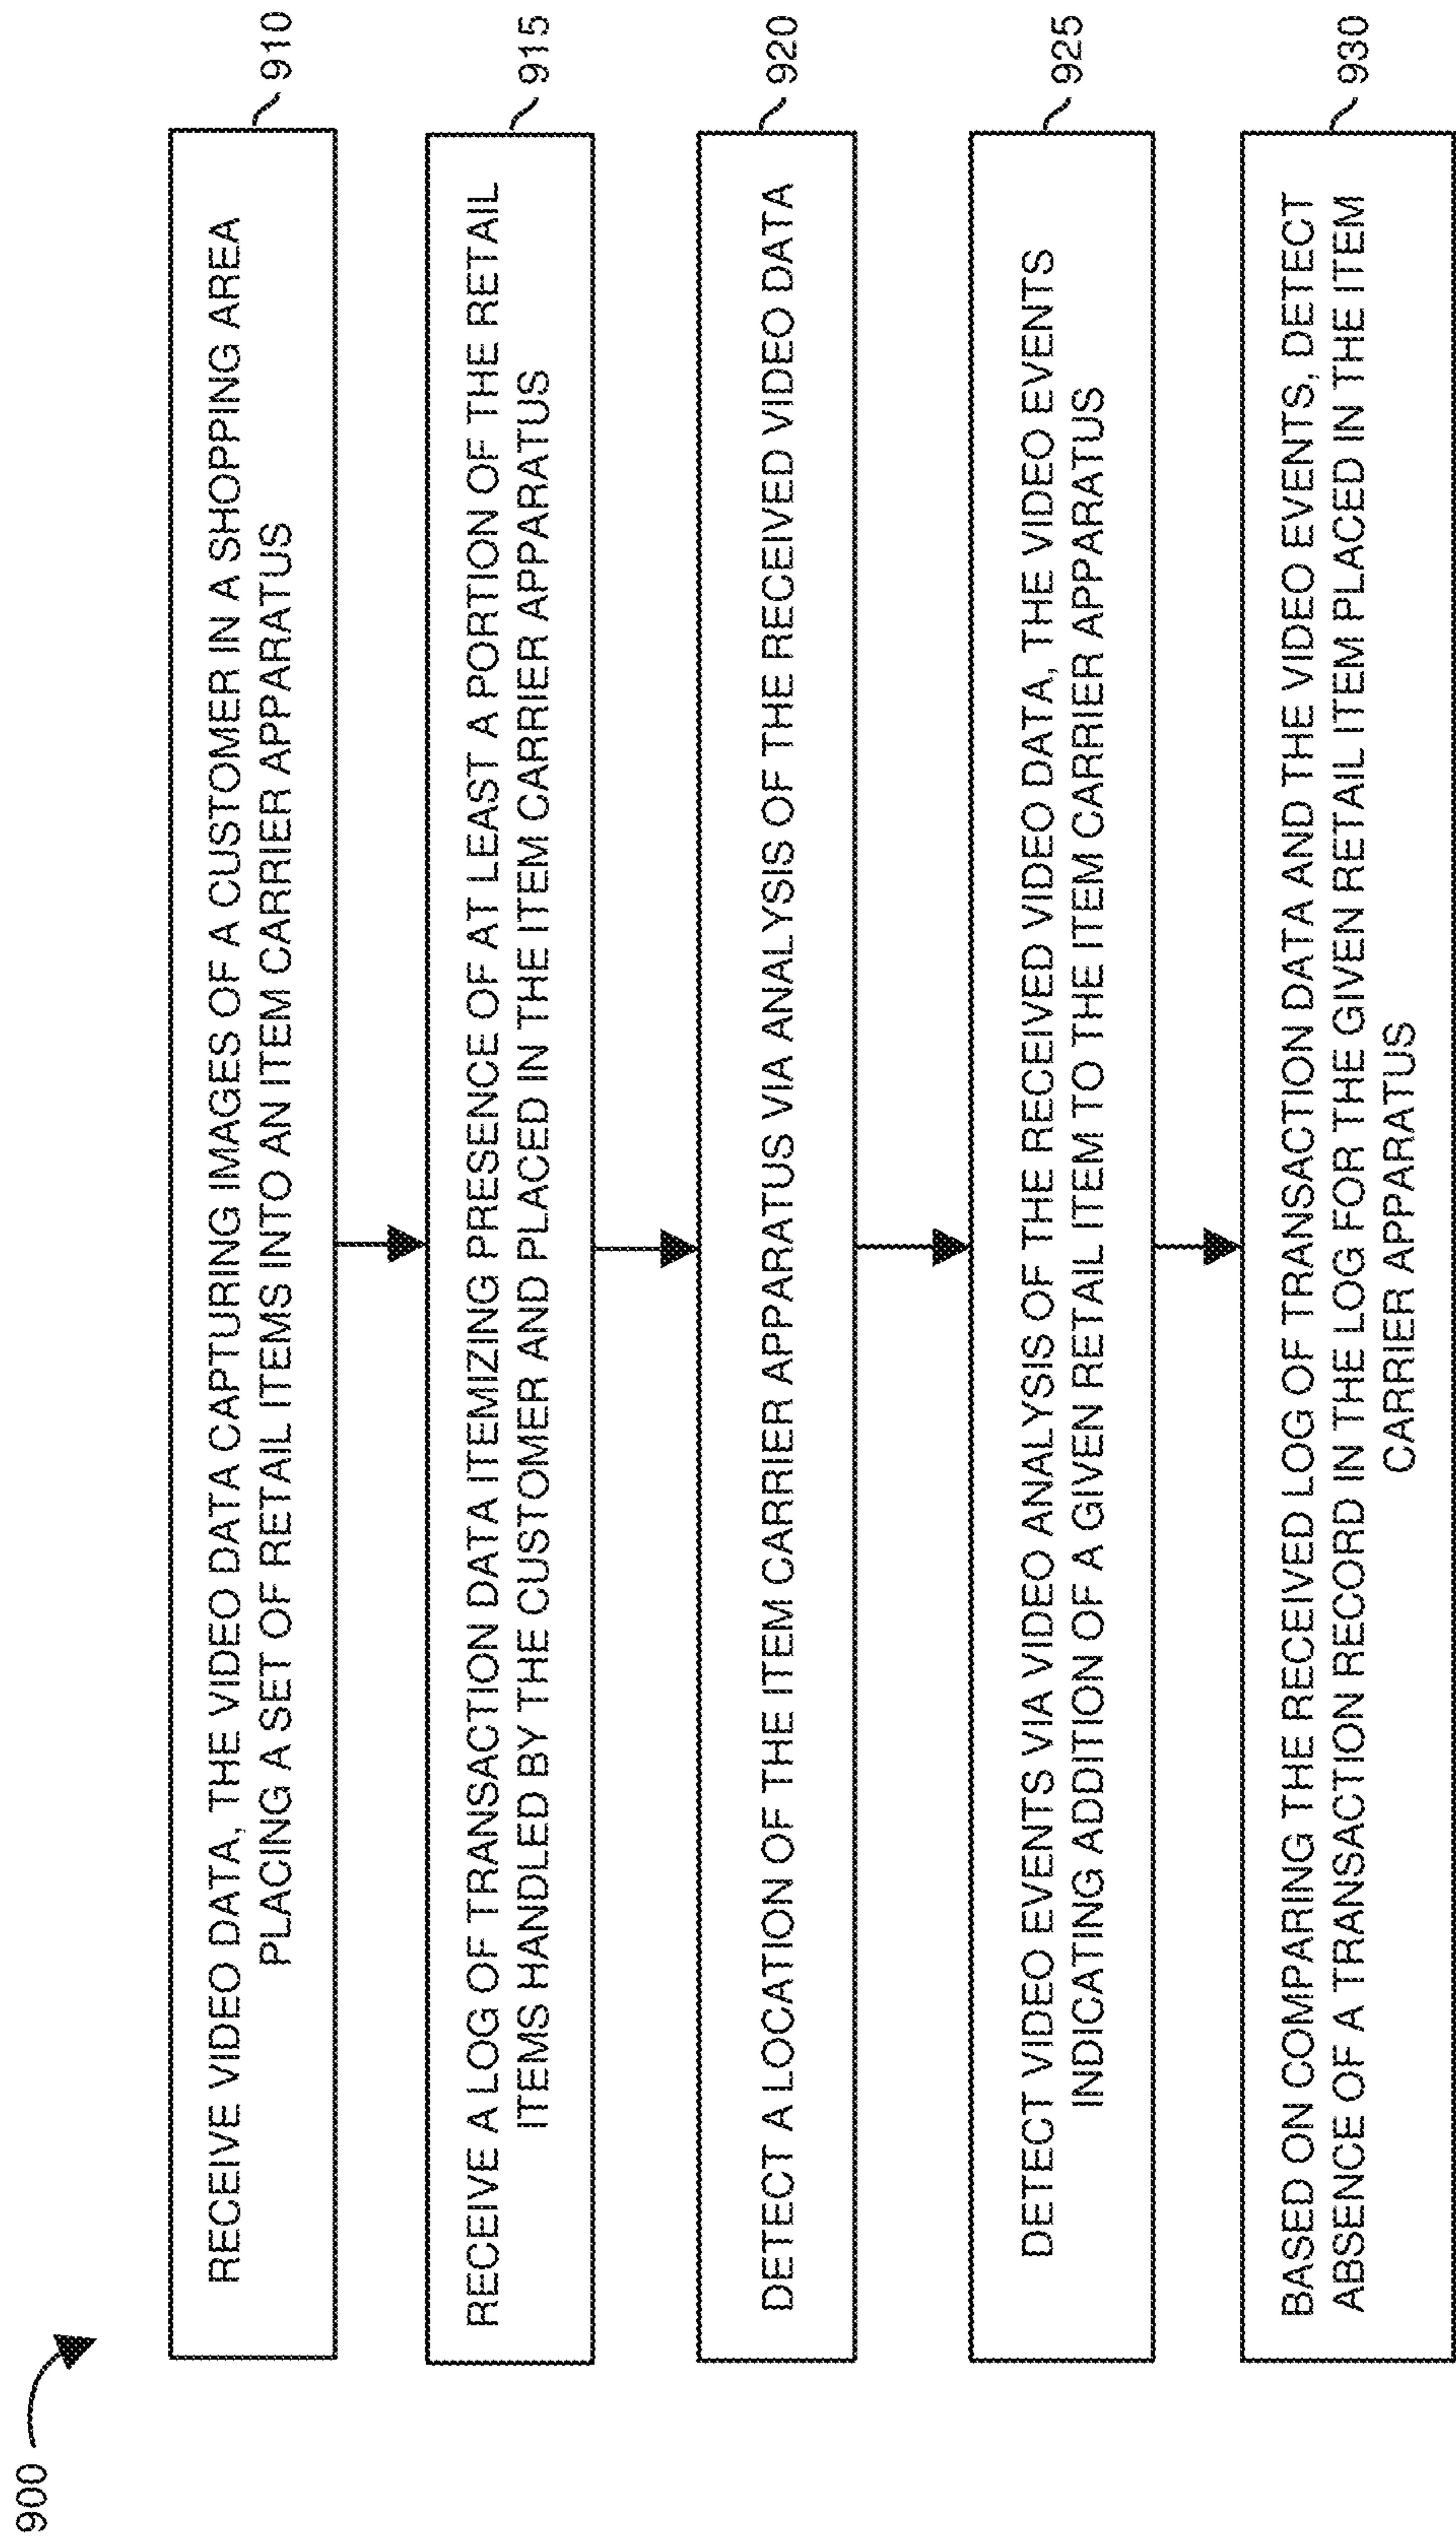 900
RECEIVE VIDEO DATA, THE VIDEO DATA CAPTURING IMAGES OF A CUSTOMER IN A SHOPPING AREA
PLACING A SET OF RETAIL ITEMS INTO AN ITEM CARRIER APPARATUS
910
RECEIVE A LOG OF TRANSACTION DATA ITEMIZING PRESENCE OF AT LEAST A PORTION OF THE RETAIL
ITEMS HANDLED BY THE CUSTOMER AND PLACED IN THE ITEM CARRIER APPARATUS
915
DETECT A LOCATION OF THE ITEM CARRIER APPARATUS VIA ANALYSIS OF THE RECEIVED VIDEO DATA
920
DETECT VIDEO EVENTS VIA VIDEO ANALYSIS OF THE RECEIVED VIDEO DATA, THE VIDEO EVENTS
INDICATING ADDITION OF A GIVEN RETAIL ITEM TO THE ITEM CARRIER APPARATUS
925
BASED ON COMPARING THE RECEIVED LOG OF TRANSACTION DATA AND THE VIDEO EVENTS, DETECT
ABSENCE OF A TRANSACTION RECORD IN THE LOG FOR THE GIVEN RETAIL ITEM PLACED IN THE ITEM
CARRIER APPARATUS
930